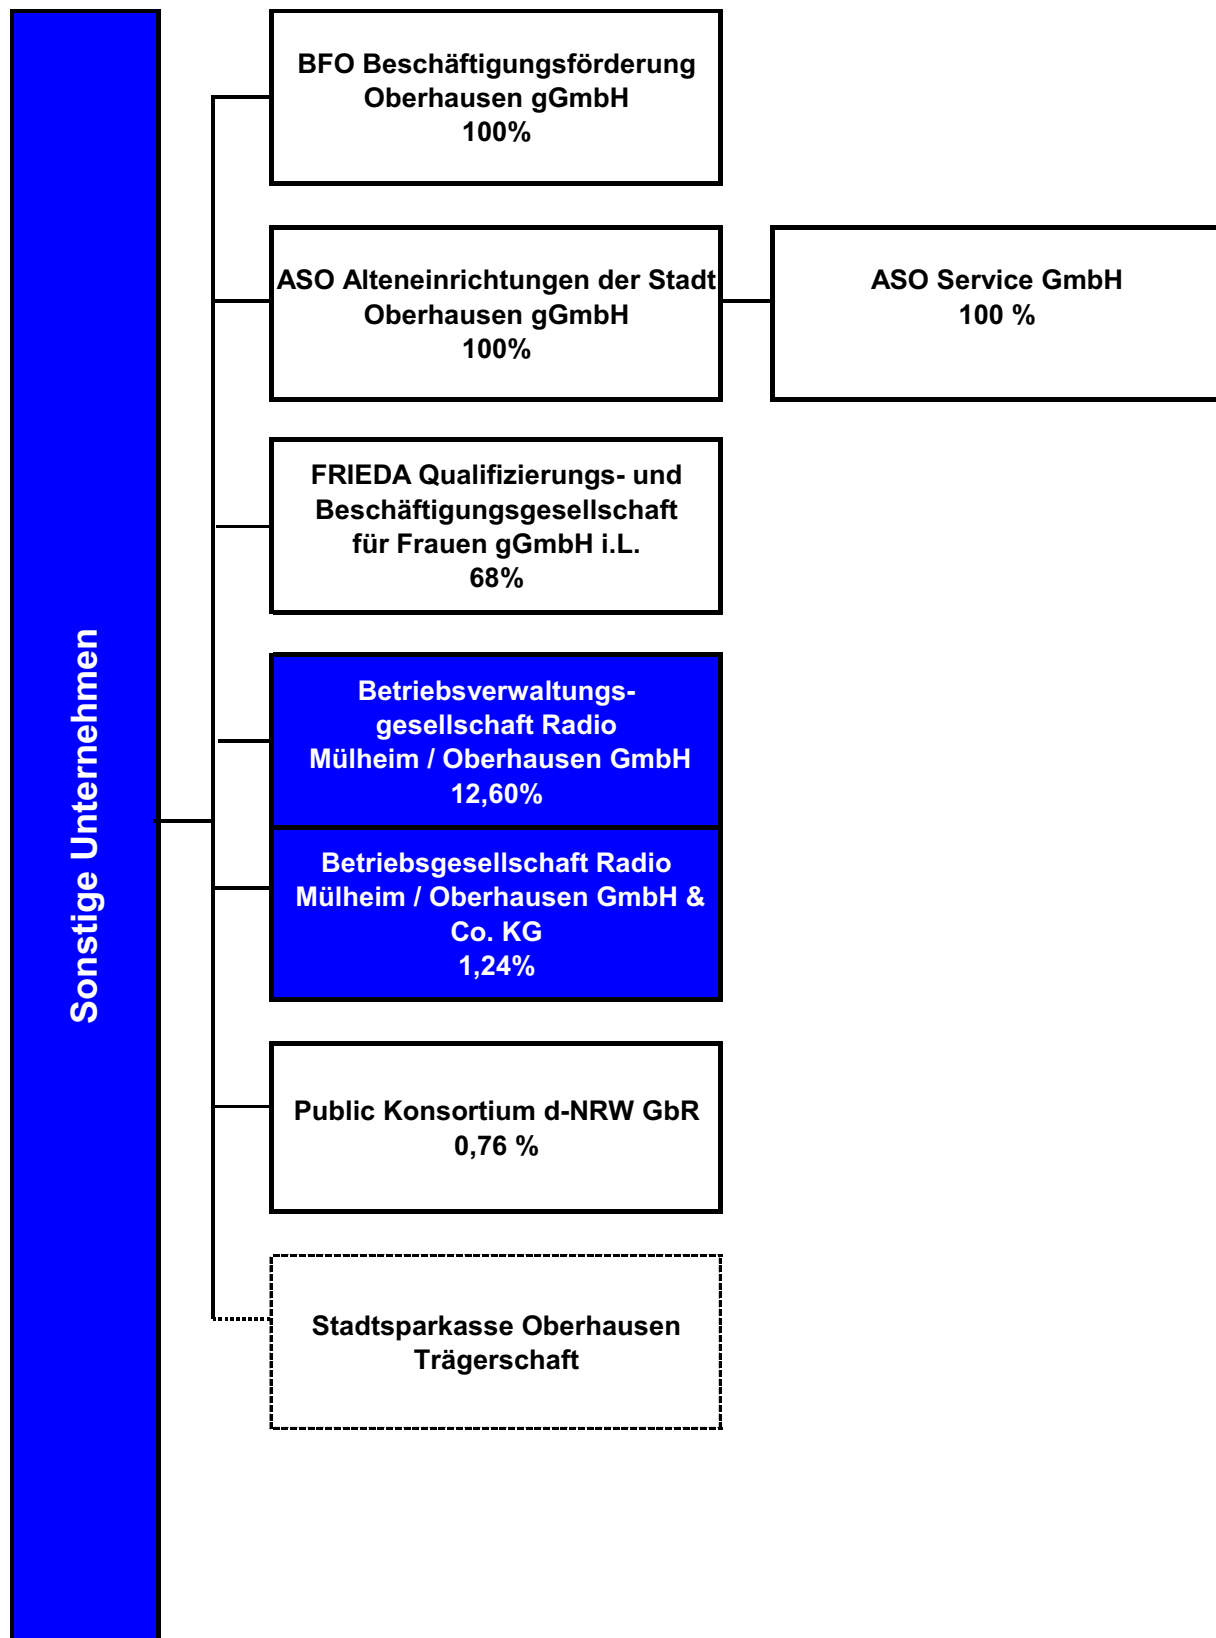 Sonstige Unternehmen
BFO Beschäftigungsförderung
Oberhausen gGmbH
100%
ASO Alteneinrichtungen der Stadt
Oberhausen gGmbH
100%
ASO Service GmbH
100 %
FRIEDA Qualifizierungs- und
Beschäftigungsgesellschaft
für Frauen gGmbH i.L.
68%
Betriebsverwaltungs-
gesellschaft Radio
Mülheim / Oberhausen GmbH
12,60%
Betriebsgesellschaft Radio
Mülheim / Oberhausen GmbH &
Co. KG
1,24%
Public Konsortium d-NRW GbR
0,76 %
Stadtsparkasse Oberhausen
Trägerschaft